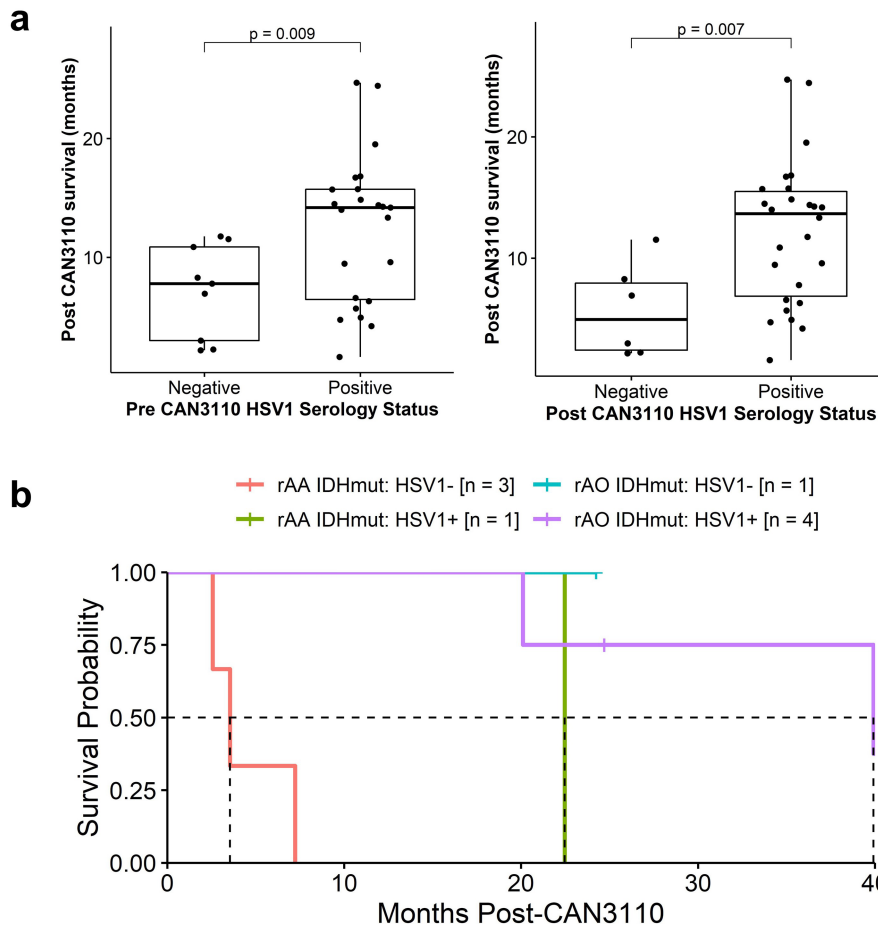 a
p = 0.009
Post CAN3110 survival (months)
20
10
Negative
Positive
Pre CAN3110 HSV1 Serology Status
p = 0.007
Post CAN3110 survival (months)
20
10
Negative
Positive
Post CAN3110 HSV1 Serology Status
b
rAA IDHmut: HSV1- [n = 3]
rAO IDHmut: HSV1- [n = 1]
rAA IDHmut: HSV1+ [n = 1]
rAO IDHmut: HSV1+ [n = 4]
Survival Probability
1.00
0.75
0.50
0.25
0.00
0
10
20
30
40
Months Post-CAN3110